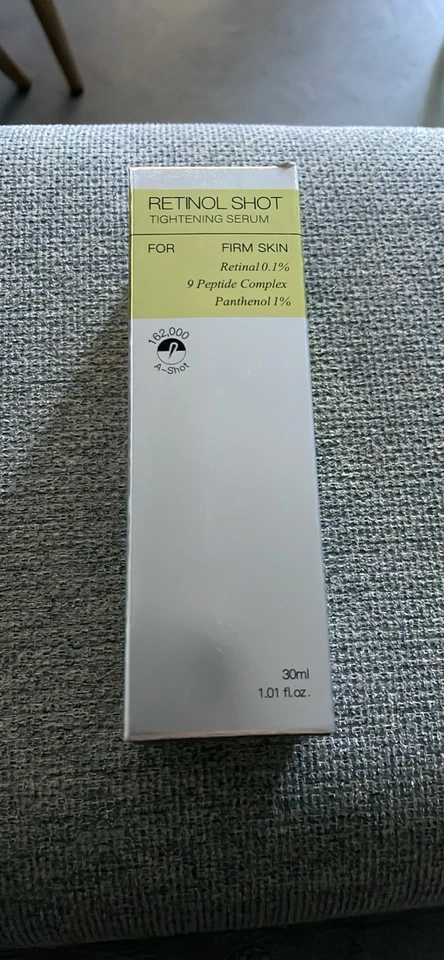 RETINOL SHOT
TIGHTENING SERUM
FOR FIRM SKIN
Retinal 0.1%
9 Peptide Complex
Panthenol 1%
162,000
A-Shot
30ml
1.01 fl.oz.